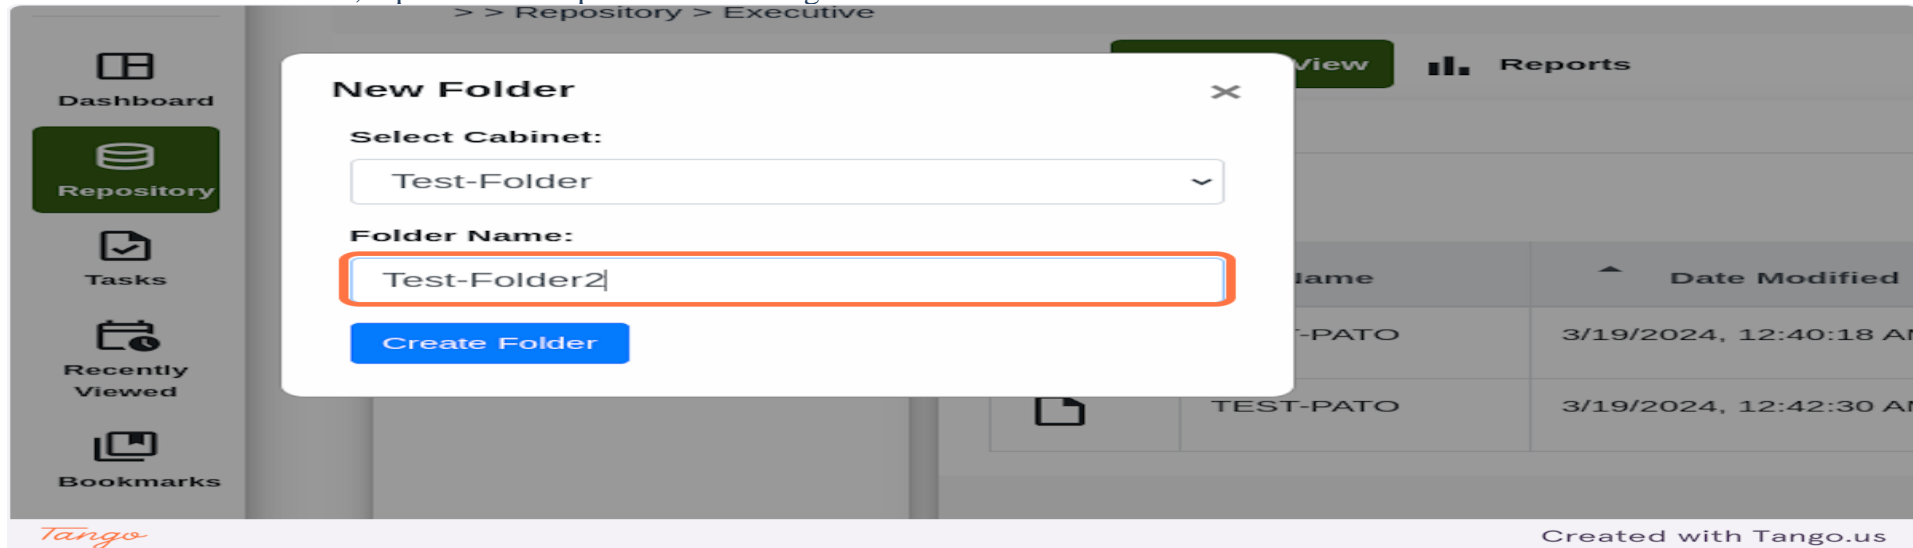 > > Repository > Executive
Dashboard
Repository
Tasks
Recently
Viewed
Bookmarks
New Folder
×
Select Cabinet:
Test-Folder
Folder Name:
Test-Folder2
Create Folder
View
Reports
Date Modified
-PATO
3/19/2024, 12:40:18 A
TEST-PATO
3/19/2024, 12:42:30 A
Tango
Created with Tango.us